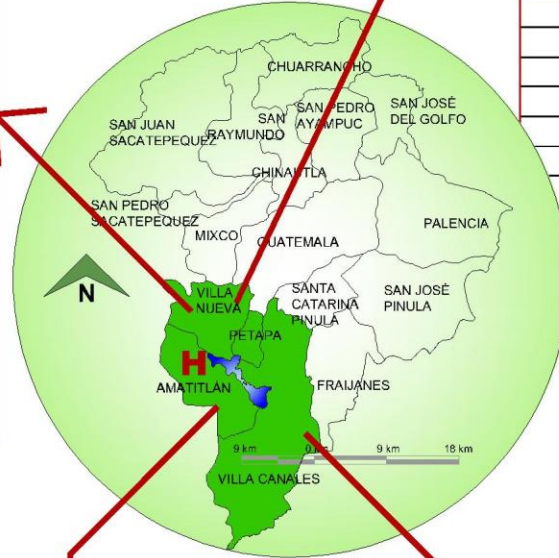 CHUARRANCHO
SAN JUAN
SACATEPEQUEZ
SAN
RAYMUNDO
SAN PEDRO
AYAMPUC
SAN JOSÉ
DEL GOLFO
CHINAUTLA
SAN PEDRO
SACATEPEQUEZ
MIXCO
GUATEMALA
PALENCIA
N
VILLA
NUEVA
SANTA
CATARINA
PINULA
SAN JOSÉ
PINULA
PETAPA
H
AMATITLÁN
FRAIJANES
9 km 0 km 9 km 18 km
VILLA CANALES